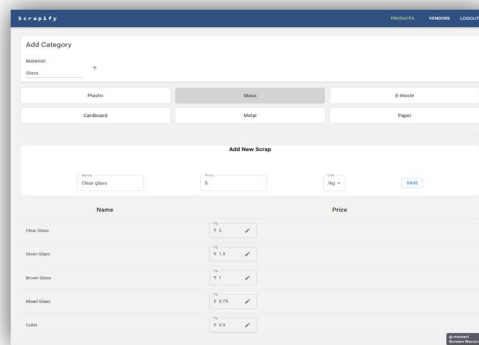 Scrapify
PRODUCTS VENDORS LOGOUT
Add Category
Material:
Glass +
Plastic Glass E-Waste
Cardboard Metal Paper
Add New Scrap
Name Price Unit
Clear glass 5 /kg SAVE
Name Price
Clear Glass ₹ 2
Green Glass ₹ 1.5
Brown Glass ₹ 1
Mixed Glass ₹ 0.75
Cullet ₹ 0.5